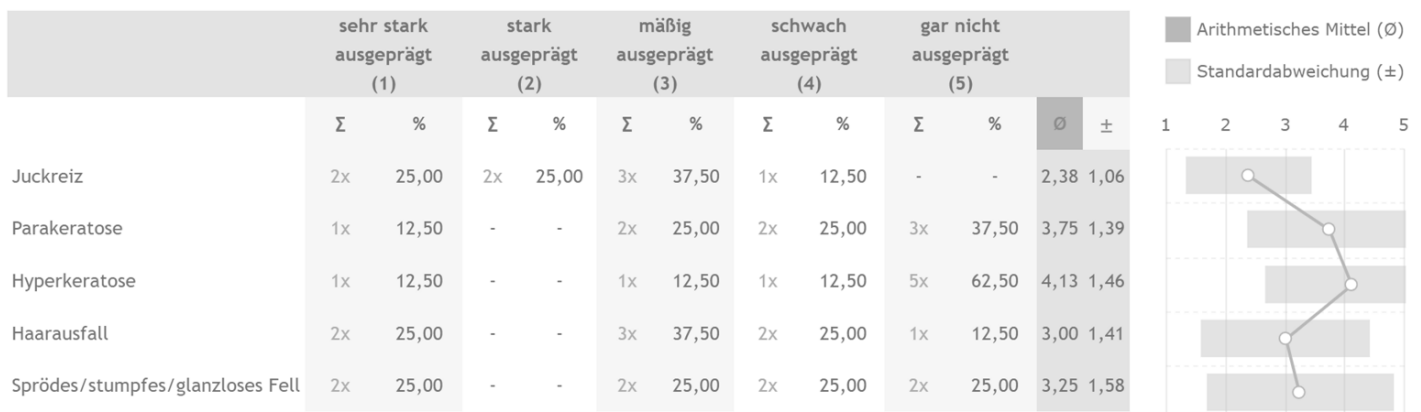 sehr stark ausgeprägt (1) stark ausgeprägt (2) mäßig ausgeprägt (3) schwach ausgeprägt (4) gar nicht ausgeprägt (5)
Arithmetisches Mittel (Ø)
Standardabweichung (±)
Σ % Σ % Σ % Σ % Σ % Ø ± 1 2 3 4 5
Juckreiz 2x 25,00 2x 25,00 3x 37,50 1x 12,50 - - 2,38 1,06
Parakeratose 1x 12,50 - - 2x 25,00 2x 25,00 3x 37,50 3,75 1,39
Hyperkeratose 1x 12,50 - - 1x 12,50 1x 12,50 5x 62,50 4,13 1,46
Haarausfall 2x 25,00 - - 3x 37,50 2x 25,00 1x 12,50 3,00 1,41
Sprödes/stumpfes/glanzloses Fell 2x 25,00 - - 2x 25,00 2x 25,00 2x 25,00 3,25 1,58